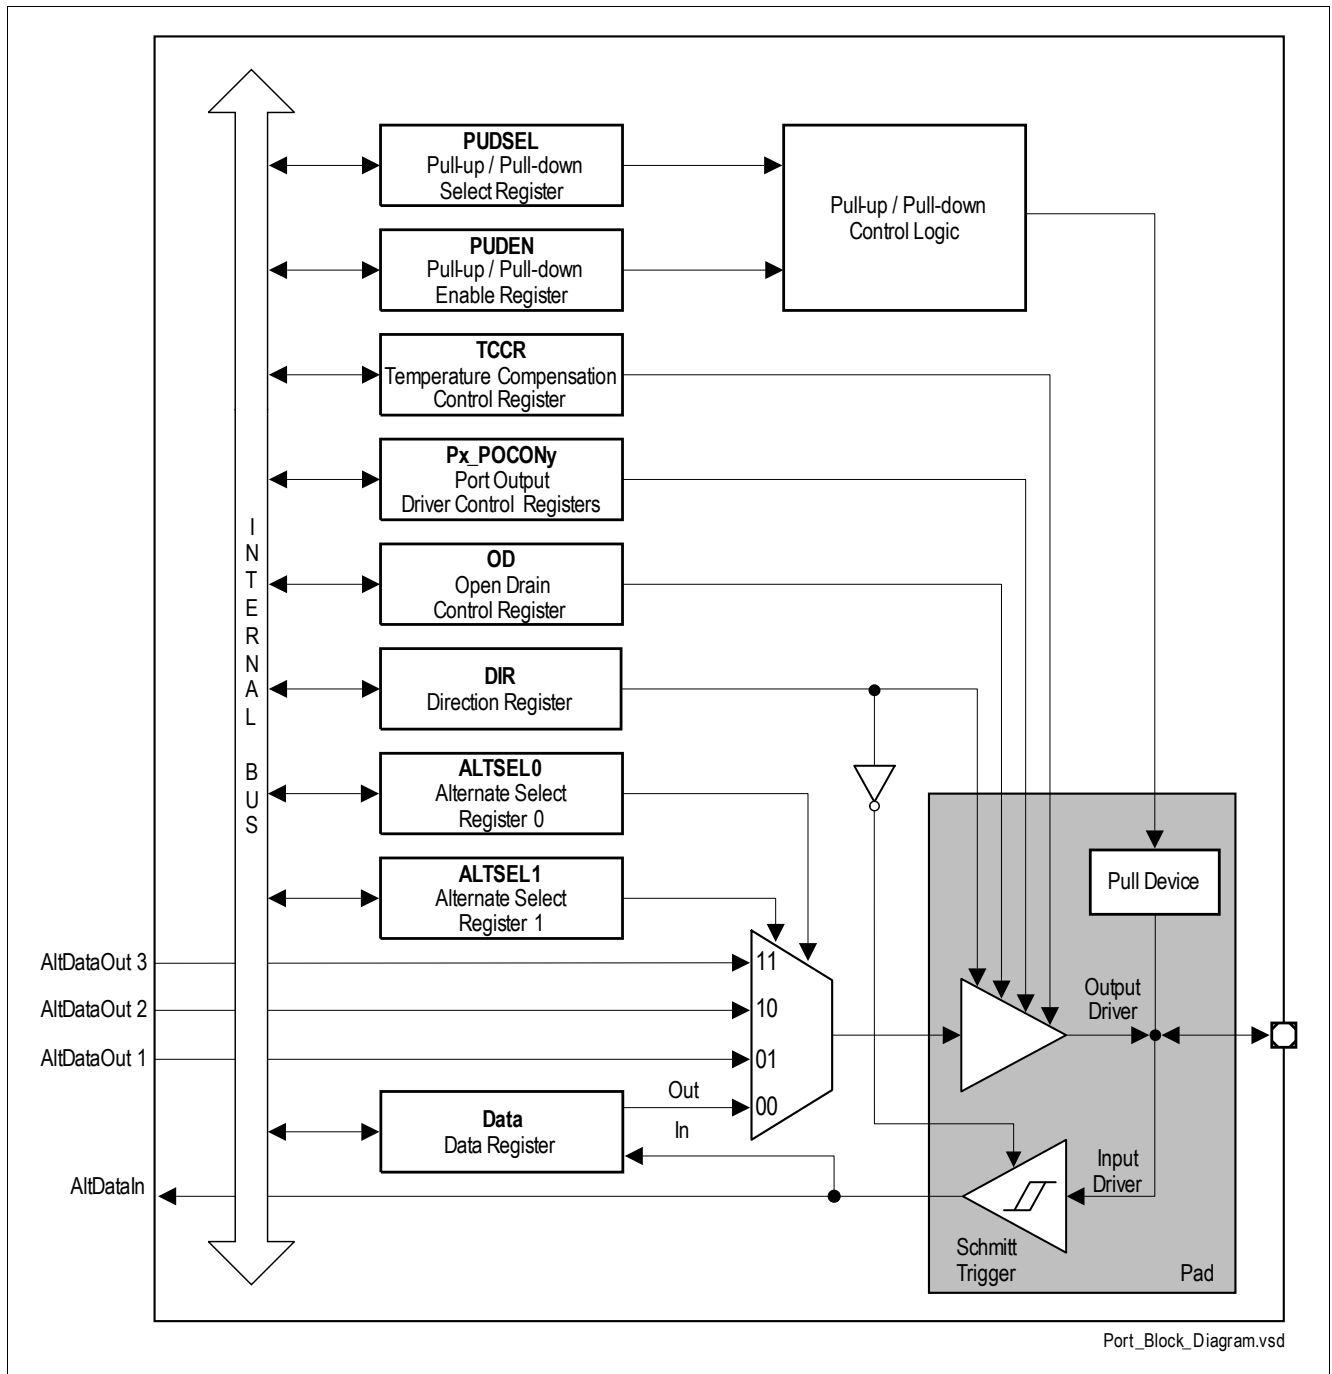 PUDSEL
Pull-up / Pull-down
Select Register
Pull-up / Pull-down
Control Logic
PUDEN
Pull-up / Pull-down
Enable Register
TCCR
Temperature Compensation
Control Register
Px_POCONy
Port Output
Driver Control Registers
INTERNAL BUS
OD
Open Drain
Control Register
DIR
Direction Register
ALTSEL0
Alternate Select
Register 0
ALTSEL1
Alternate Select
Register 1
Pull Device
AltDataOut 3
11
AltDataOut 2
10
AltDataOut 1
01
Output
Driver
Out
00
Data
Data Register
In
AltDataIn
Input
Driver
Schmitt
Trigger
Pad
Port_Block_Diagram.vsd